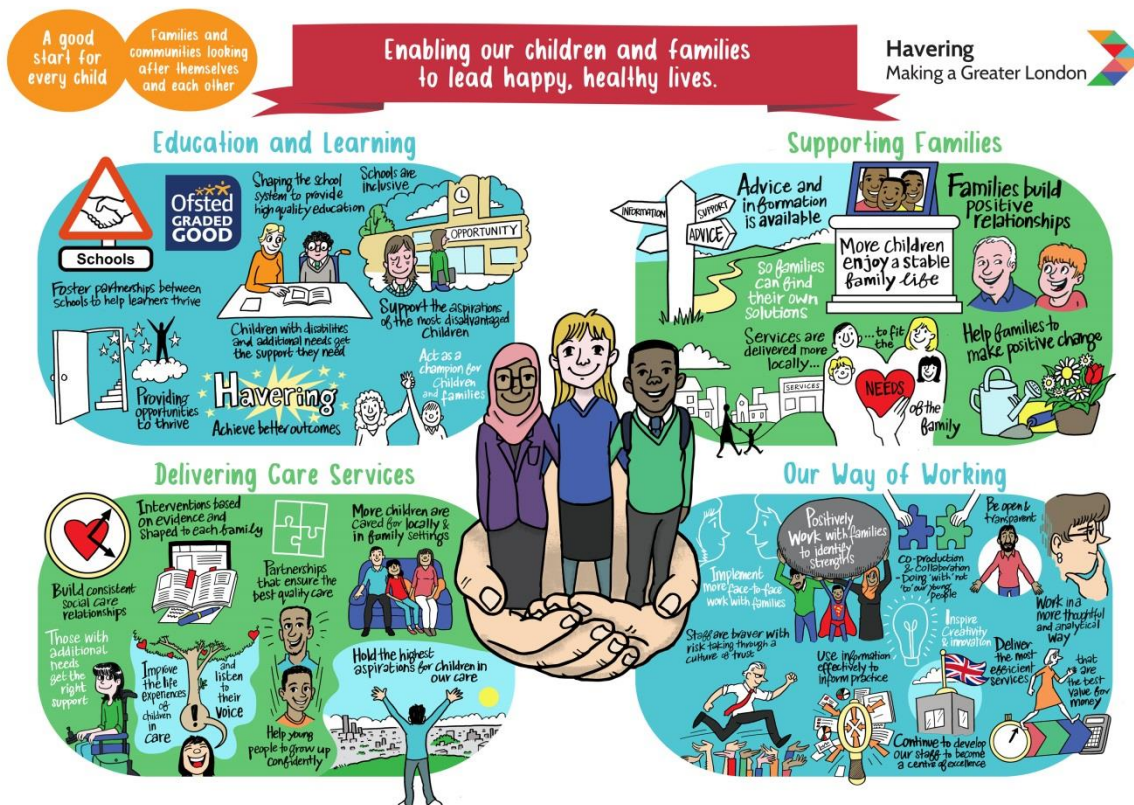 A good
start for
every child
Families and
communities looking
after themselves
and each other
Enabling our children and families
to lead happy, healthy lives.
Havering
Making a Greater London
Education and Learning
Schools
Ofsted
GRADED
GOOD
Shaping the school
system to provide
high quality education
Schools are
inclusive
OPPORTUNITY
Foster partnerships between
schools to help learners thrive
Children with disabilities
and additional needs get
the support they need
Support the aspirations
of the most disadvantaged
Children
Providing
opportunities
to thrive
Havering
Achieve better outcomes
Act as a
champion for
Children
and families
Supporting Families
INFORMATION
SUPPORT
ADVICE
Advice and
information
is available
So families
can find
their own
solutions
More children
enjoy a stable
family life
Families build
positive
relationships
Services are
delivered more
locally...
SERVICES
...to fit
the
NEEDS
of the
family
Help families to
make positive change
Delivering Care Services
Build consistent
social care
relationships
Interventions based
on evidence and
shaped to each family
Partnerships
that ensure the
best quality care
More children are
cared for locally &
in family settings
Those with
additional
needs
get the
right
support
Improve
the life
experiences
of
children
in
care
and
listen
to
their
voice
!
Help young
people to grow up
confidently
Hold the highest
aspirations for children in
our care
Our Way of Working
Implement
more face-to-face
work with families
Positively
Work with families
to identify
strengths
Co-production
& collaboration
- Doing 'with' not
'to' our young
people
Be open &
transparent
Work in a
more thoughtful
and analytical
way
Staff are braver with
risk taking through a
culture of trust
Use information
effectively to
inform practice
Inspire
Creativity
& innovation
Continue to develop
our staff to become
a centre of excellence
Deliver
the most
efficient
services
that
are
the best
value for
money